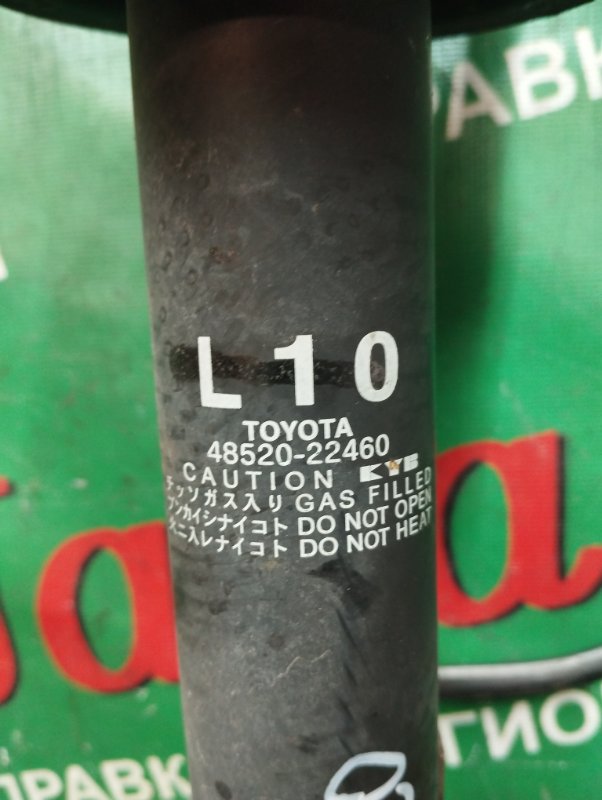 L10
TOYOTA
48520-22460
CAUTION KYB
チッソガス入り GAS FILLED
ブンカイシナイコト DO NOT OPEN
火ニ入レナイコト DO NOT HEAT